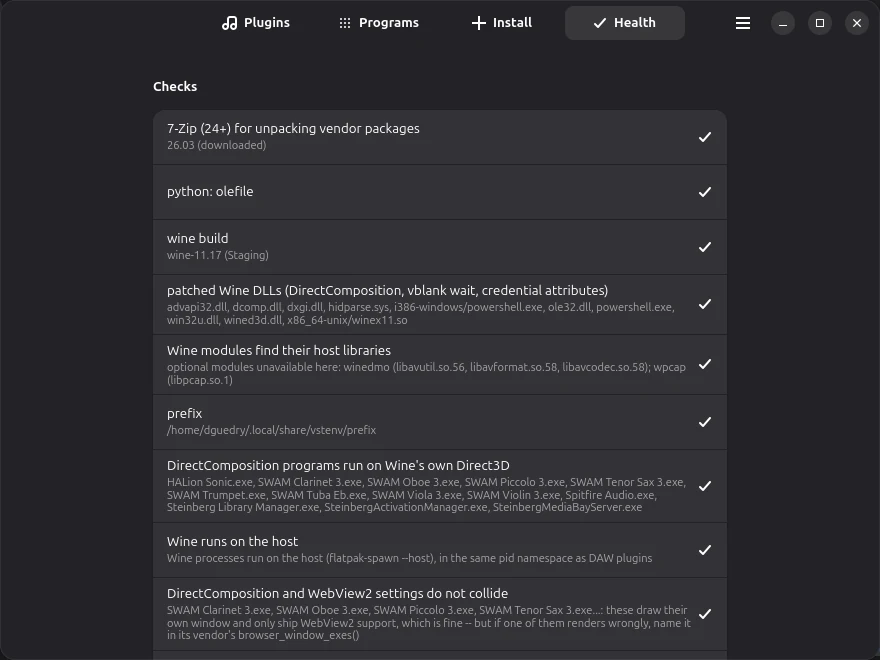 Plugins
Programs
Install
Health
Checks
7-Zip (24+) for unpacking vendor packages
26.03 (downloaded)
python: olefile
wine build
wine-11.17 (Staging)
patched Wine DLLs (DirectComposition, vblank wait, credential attributes)
advapi32.dll, dcomp.dll, dxgi.dll, hidparse.sys, i386-windows/powershell.exe, ole32.dll, powershell.exe,
win32u.dll, wined3d.dll, x86_64-unix/winex11.so
Wine modules find their host libraries
optional modules unavailable here: winedmo (libavutil.so.56, libavformat.so.58, libavcodec.so.58); wpcap
(libpcap.so.1)
prefix
/home/dguedry/.local/share/vstenv/prefix
DirectComposition programs run on Wine's own Direct3D
HALion Sonic.exe, SWAM Clarinet 3.exe, SWAM Oboe 3.exe, SWAM Piccolo 3.exe, SWAM Tenor Sax 3.exe,
SWAM Trumpet.exe, SWAM Tuba Eb.exe, SWAM Viola 3.exe, SWAM Violin 3.exe, Spitfire Audio.exe,
Steinberg Library Manager.exe, SteinbergActivationManager.exe, SteinbergMediaBayServer.exe
Wine runs on the host
Wine processes run on the host (flatpak-spawn --host), in the same pid namespace as DAW plugins
DirectComposition and WebView2 settings do not collide
SWAM Clarinet 3.exe, SWAM Oboe 3.exe, SWAM Piccolo 3.exe, SWAM Tenor Sax 3.exe...: these draw their
own window and only ship WebView2 support, which is fine -- but if one of them renders wrongly, name it
in its vendor's browser_window_exes()